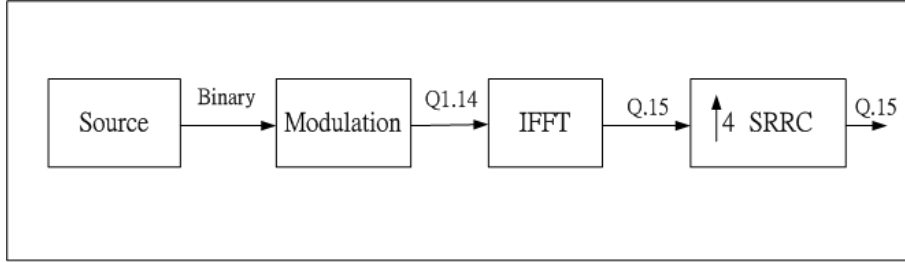 Source
Binary
Modulation
Q1.14
IFFT
Q.15
4 SRRC
Q.15